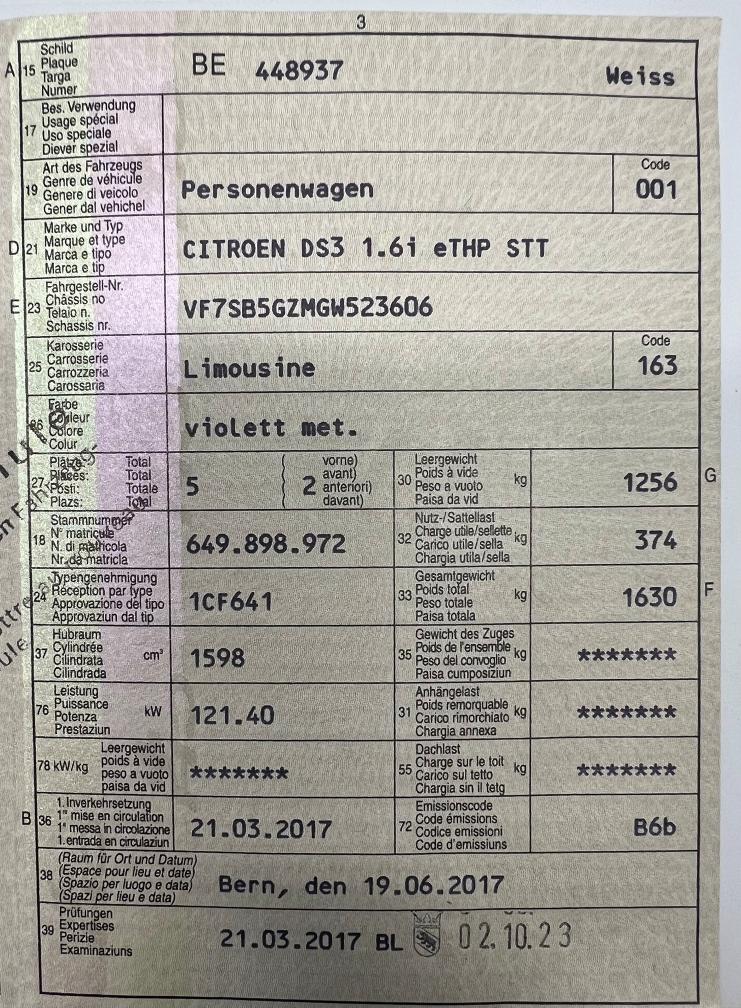 3
A 15 Schild
Plaque
Targa
Numer
BE 448937 Weiss
17 Bes. Verwendung
Usage spécial
Uso speciale
Diever spezial
19 Art des Fahrzeugs
Genre de véhicule
Genere di veicolo
Gener dal vehichel
Personenwagen
Code
001
D 21 Marke und Typ
Marque et type
Marca e tipo
Marca e tip
CITROEN DS3 1.6i eTHP STT
E 23 Fahrgestell-Nr.
Châssis no
Telaio n.
Schassis nr.
VF7SB5GZMGW523606
25 Karosserie
Carrosserie
Carrozzeria
Carossaria
Limousine
Code
163
26 Farbe
Couleur
Colore
Colur
violett met.
27 Plätze: Total
Places: Total
Posti: Totale
Plazs: Total
5 ( 2 vorne)
avant)
anteriori)
davant)
30 Leergewicht
Poids à vide
Peso a vuoto
Paisa da vid
kg 1256 G
18 Stammnummer
N° matricule
N. di matricola
Nr. da matricla
649.898.972
32 Nutz-/Sattellast
Charge utile/sellette
Carico utile/sella
Chargia utila/sella
kg 374
24 Typengenehmigung
Réception par type
Approvazione del tipo
Approvaziun dal tip
1CF641
33 Gesamtgewicht
Poids total
Peso totale
Paisa totala
kg 1630 F
37 Hubraum
Cylindrée
Cilindrata
Cilindrada
cm³ 1598
35 Gewicht des Zuges
Poids de l'ensemble
Peso del convoglio
Paisa cumposiziun
kg *******
76 Leistung
Puissance
Potenza
Prestaziun
kW 121.40
31 Anhängelast
Poids remorquable
Carico rimorchiato
Chargia annexa
kg *******
78 kW/kg Leergewicht
poids à vide
peso a vuoto
paisa da vid
*******
55 Dachlast
Charge sur le toit
Carico sul tetto
Chargia sin il tetg
kg *******
B 36 1. Inverkehrsetzung
1re mise en circulation
1a messa in circolazione
1. entrada en circulaziun
21.03.2017
72 Emissionscode
Code émissions
Codice emissioni
Code d'emissiuns
B6b
38 (Raum für Ort und Datum)
(Espace pour lieu et date)
(Spazio per luogo e data)
(Spazi per lieu e data)
Bern, den 19.06.2017
39 Prüfungen
Expertises
Perizie
Examinaziuns
21.03.2017 BL 02.10.23